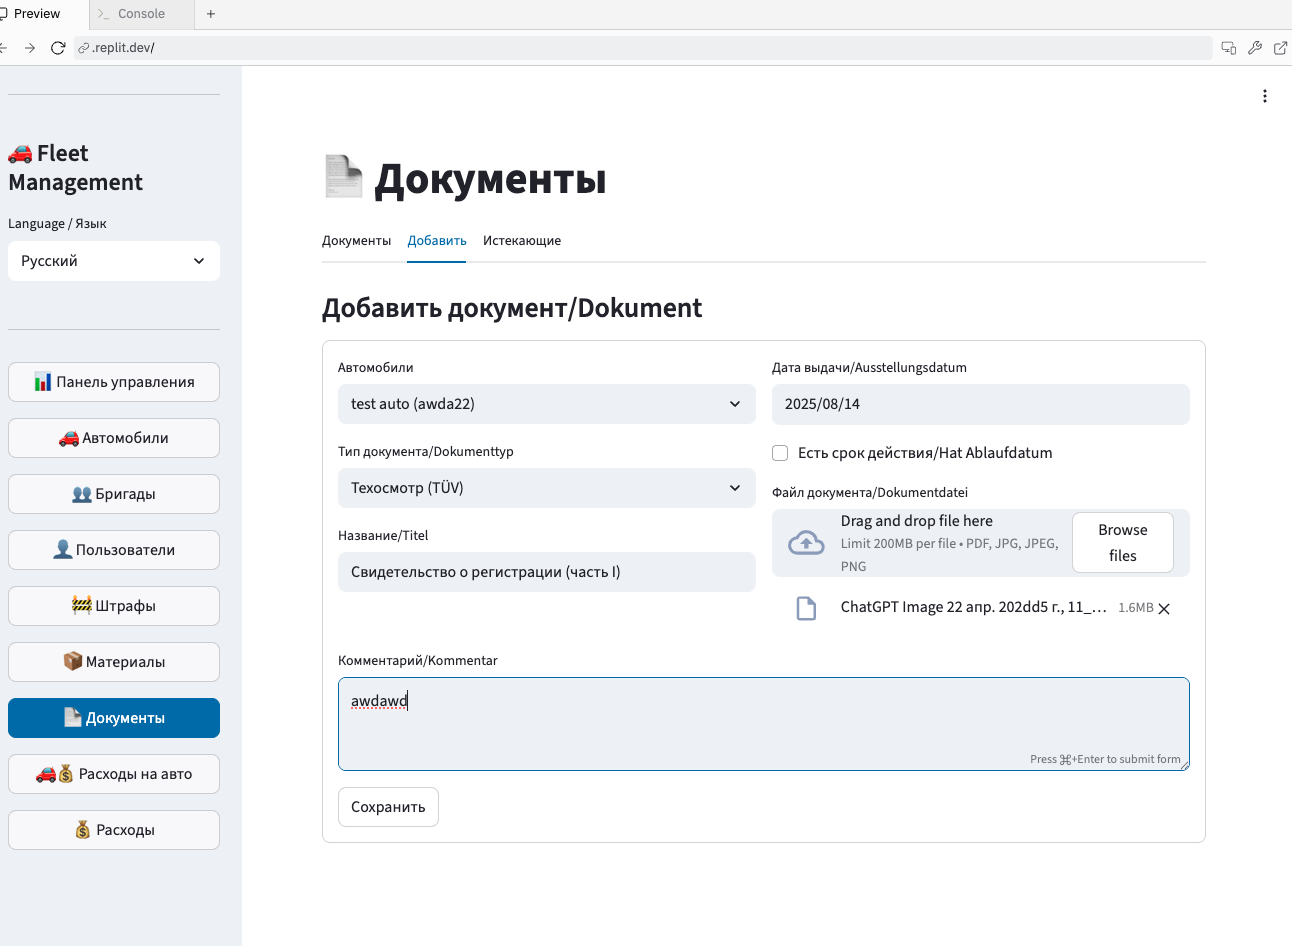 Preview
Console
.replit.dev/
Fleet
Management
Language / Язык
Русский
Панель управления
Автомобили
Бригады
Пользователи
Штрафы
Материалы
Документы
Расходы на авто
Расходы
Документы
Документы Добавить Истекающие
Добавить документ/Dokument
Автомобили
test auto (awda22)
Тип документа/Dokumenttyp
Техосмотр (TÜV)
Название/Titel
Свидетельство о регистрации (часть I)
Дата выдачи/Ausstellungsdatum
2025/08/14
Есть срок действия/Hat Ablaufdatum
Файл документа/Dokumentdatei
Drag and drop file here
Limit 200MB per file • PDF, JPG, JPEG,
PNG
Browse
files
ChatGPT Image 22 апр. 202dd5 г., 11_… 1.6MB
Комментарий/Kommentar
awdawd
Press ⌘+Enter to submit form
Сохранить